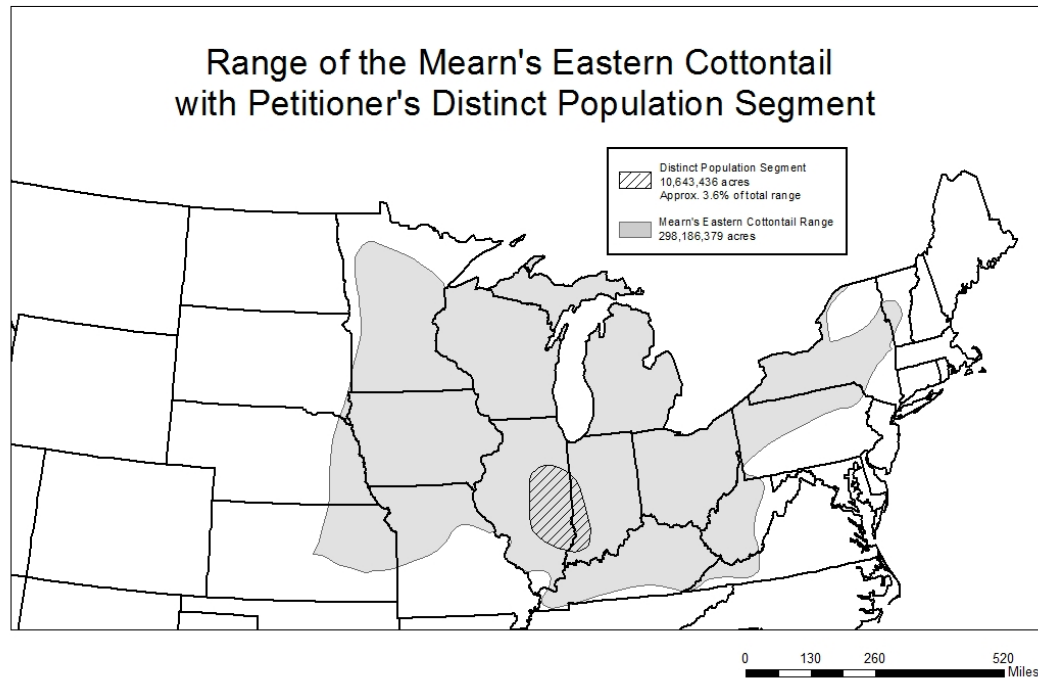 Range of the Mearn's Eastern Cottontail
with Petitioner's Distinct Population Segment
Distinct Population Segment
10,643,436 acres
Approx. 3.6% of total range
Mearn's Eastern Cottontail Range
298,186,379 acres
0 130 260 520
Miles